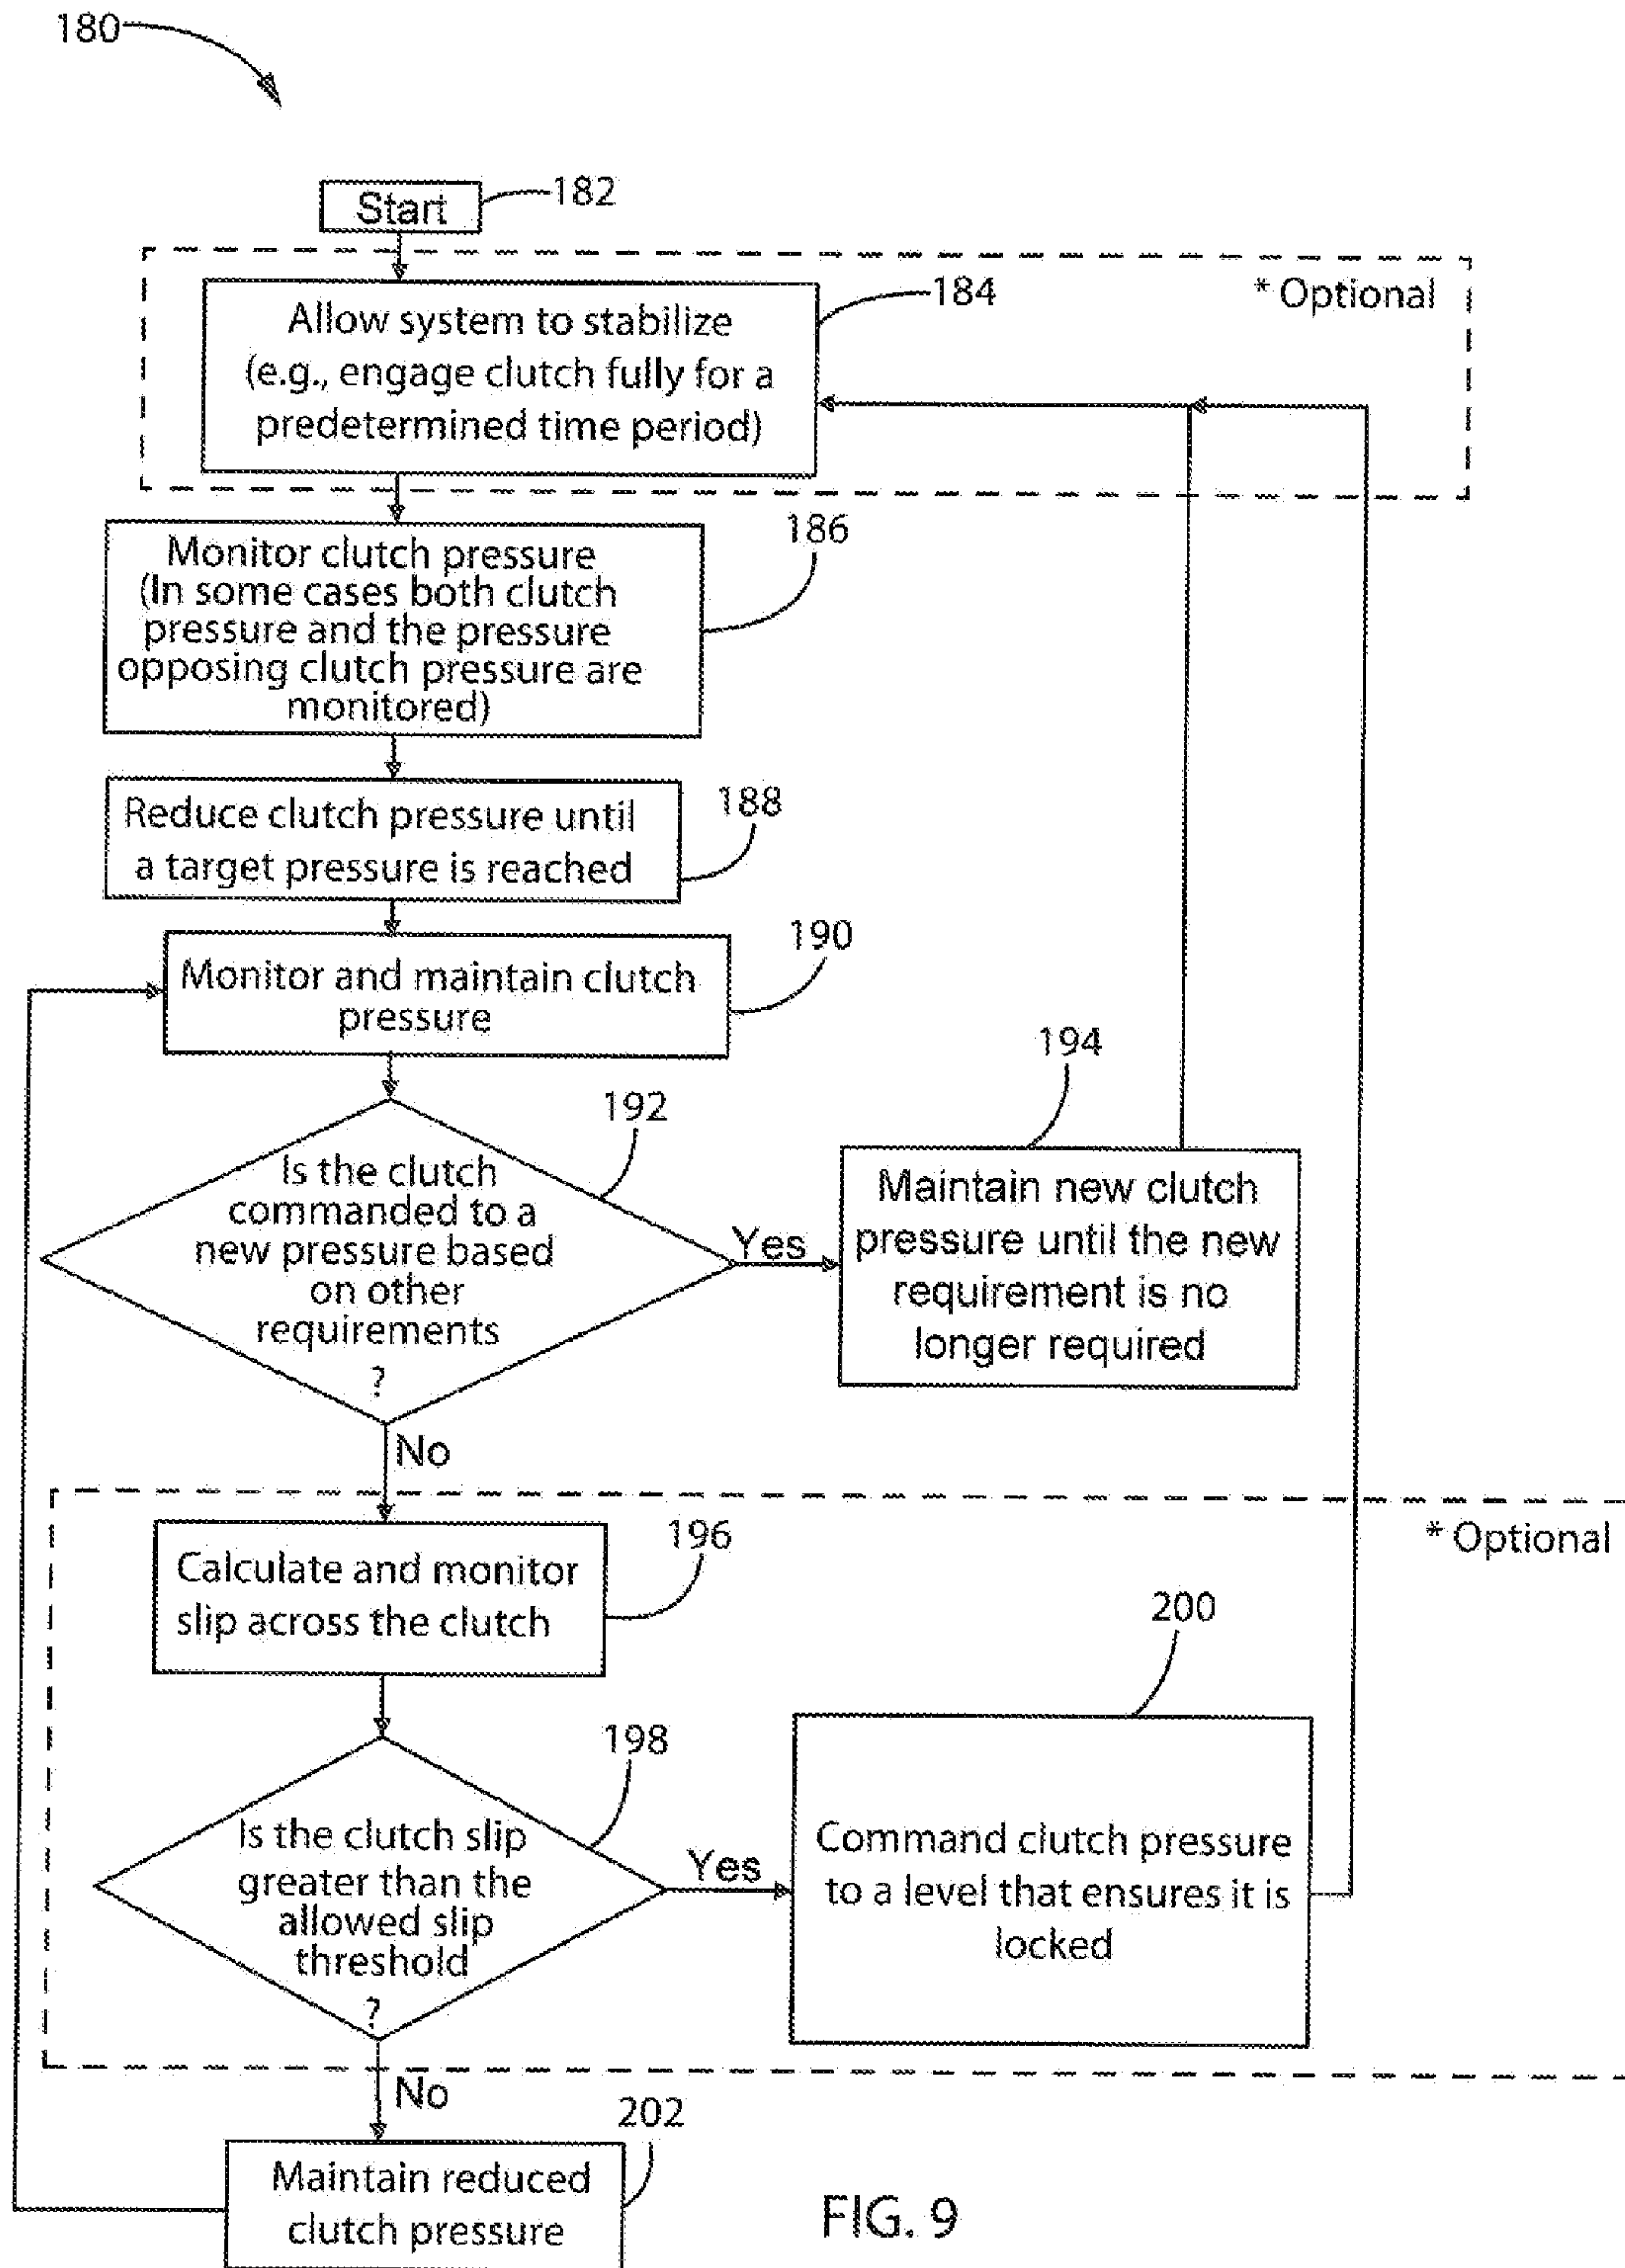 180
Start
182
* Optional
184
Allow system to stabilize
(e.g., engage clutch fully for a
predetermined time period)
186
Monitor clutch pressure
(In some cases both clutch
pressure and the pressure
opposing clutch pressure are
monitored)
188
Reduce clutch pressure until
a target pressure is reached
190
Monitor and maintain clutch
pressure
192
Is the clutch
commanded to a
new pressure based
on other
requirements
?
Yes
194
Maintain new clutch
pressure until the new
requirement is no
longer required
No
* Optional
196
Calculate and monitor
slip across the clutch
198
Is the clutch slip
greater than the
allowed slip
threshold
?
Yes
200
Command clutch pressure
to a level that ensures it is
locked
No
202
Maintain reduced
clutch pressure
FIG. 9